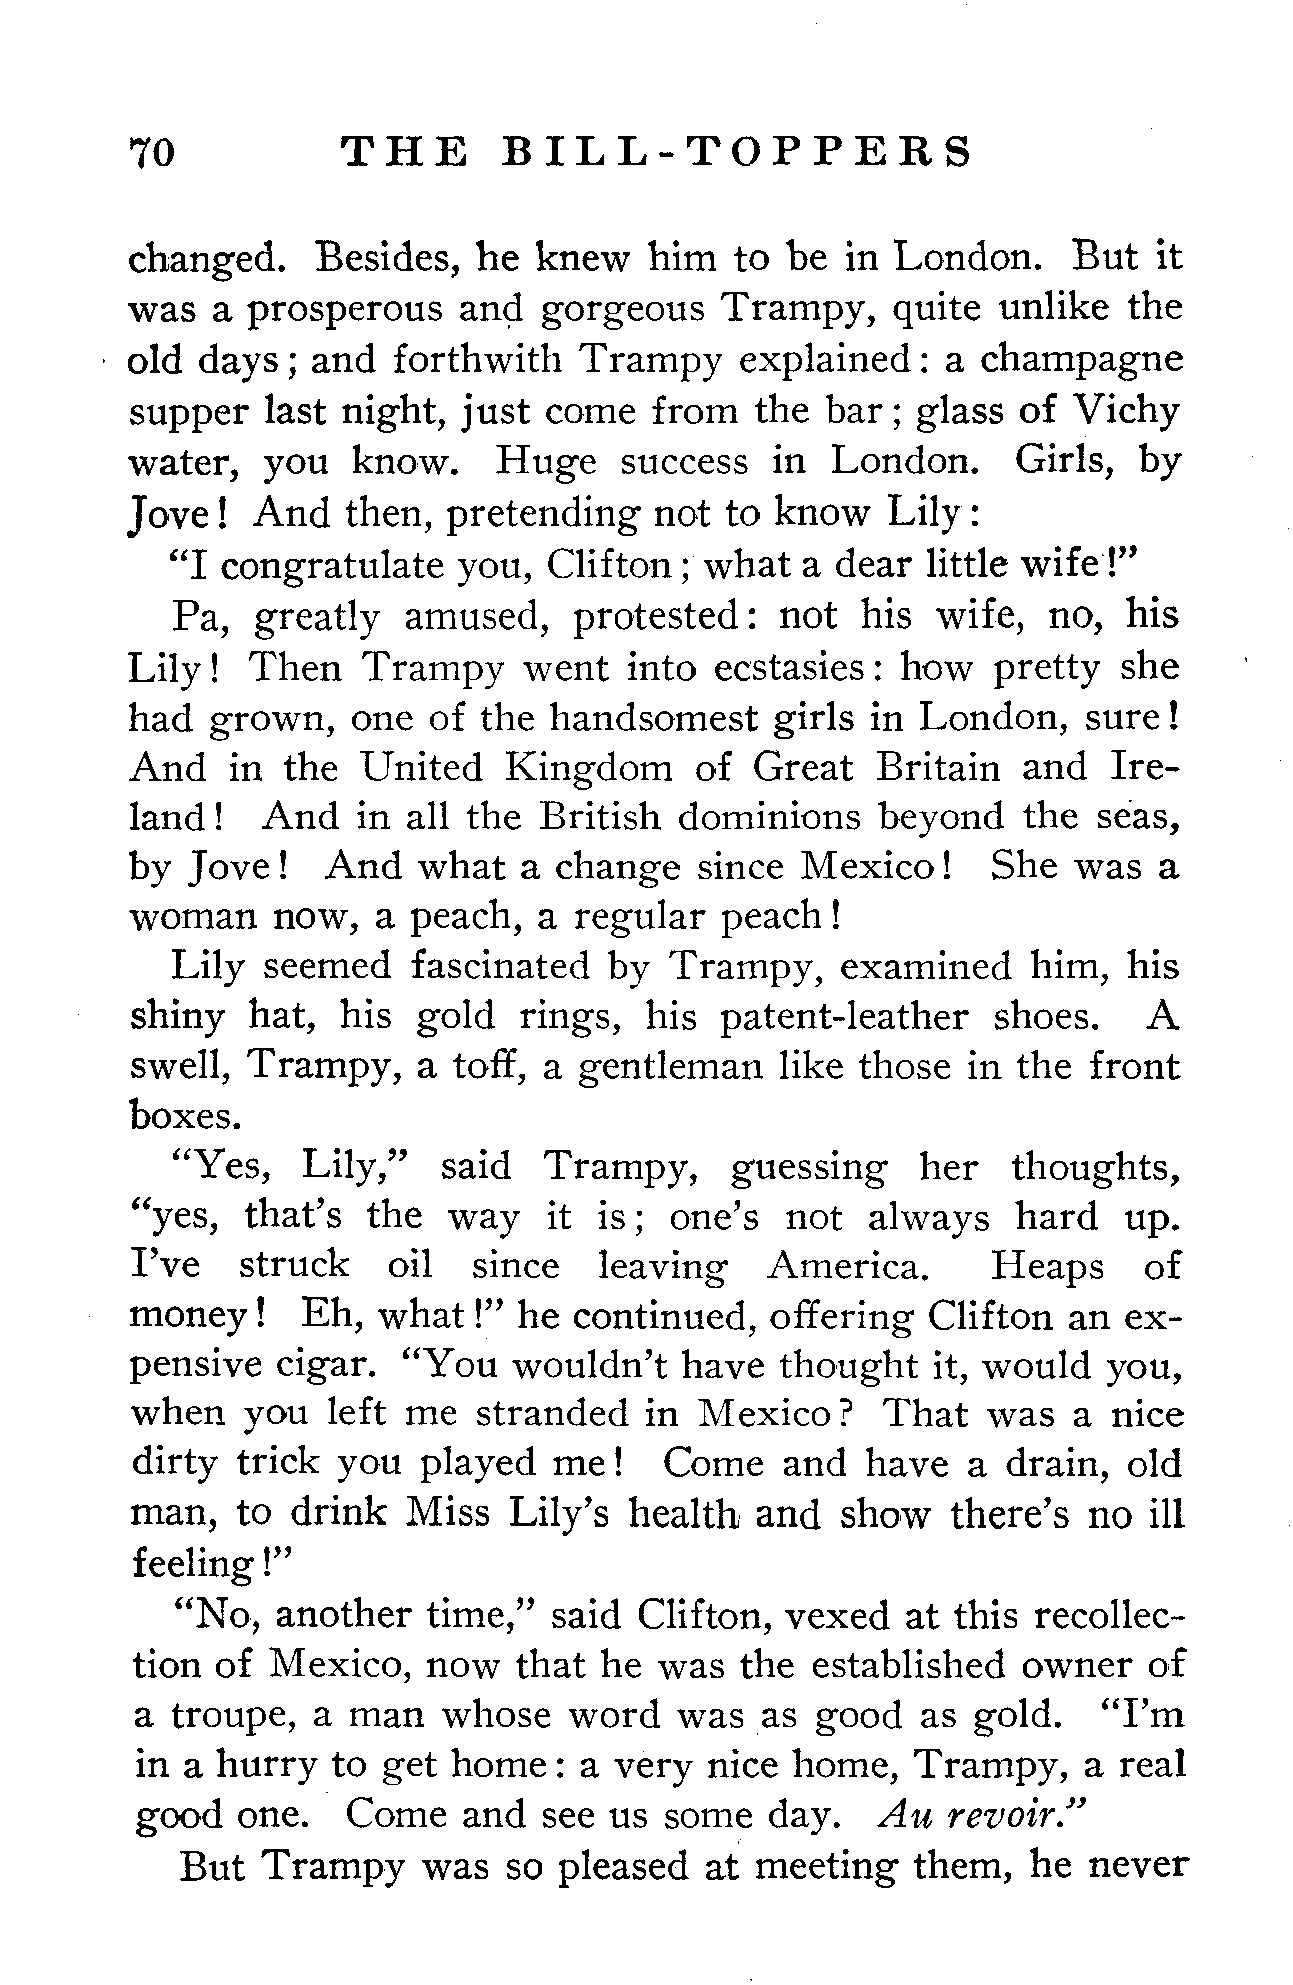 70 THE BILL-TOPPERS
changed. Besides, he knew him to be in London. But it
was a prosperous and gorgeous Trampy, quite unlike the
old days; and forthwith Trampy explained: a champagne
supper last night, just come from the bar; glass of Vichy
water, you know. Huge success in London. Girls, by
Jove! And then, pretending not to know Lily:
“I congratulate you, Clifton; what a dear little wife!”
Pa, greatly amused, protested: not his wife, no, his
Lily! Then Trampy went into ecstasies: how pretty she
had grown, one of the handsomest girls in London, sure!
And in the United Kingdom of Great Britain and Ire-
land! And in all the British dominions beyond the seas,
by Jove! And what a change since Mexico! She was a
woman now, a peach, a regular peach!
Lily seemed fascinated by Trampy, examined him, his
shiny hat, his gold rings, his patent-leather shoes. A
swell, Trampy, a toff, a gentleman like those in the front
boxes.
“Yes, Lily,” said Trampy, guessing her thoughts,
“yes, that’s the way it is; one’s not always hard up.
I’ve struck oil since leaving America. Heaps of
money! Eh, what!” he continued, offering Clifton an ex-
pensive cigar. “You wouldn’t have thought it, would you,
when you left me stranded in Mexico? That was a nice
dirty trick you played me! Come and have a drain, old
man, to drink Miss Lily’s health and show there’s no ill
feeling!”
“No, another time,” said Clifton, vexed at this recollec-
tion of Mexico, now that he was the established owner of
a troupe, a man whose word was as good as gold. “I’m
in a hurry to get home: a very nice home, Trampy, a real
good one. Come and see us some day. Au revoir.”
But Trampy was so pleased at meeting them, he never